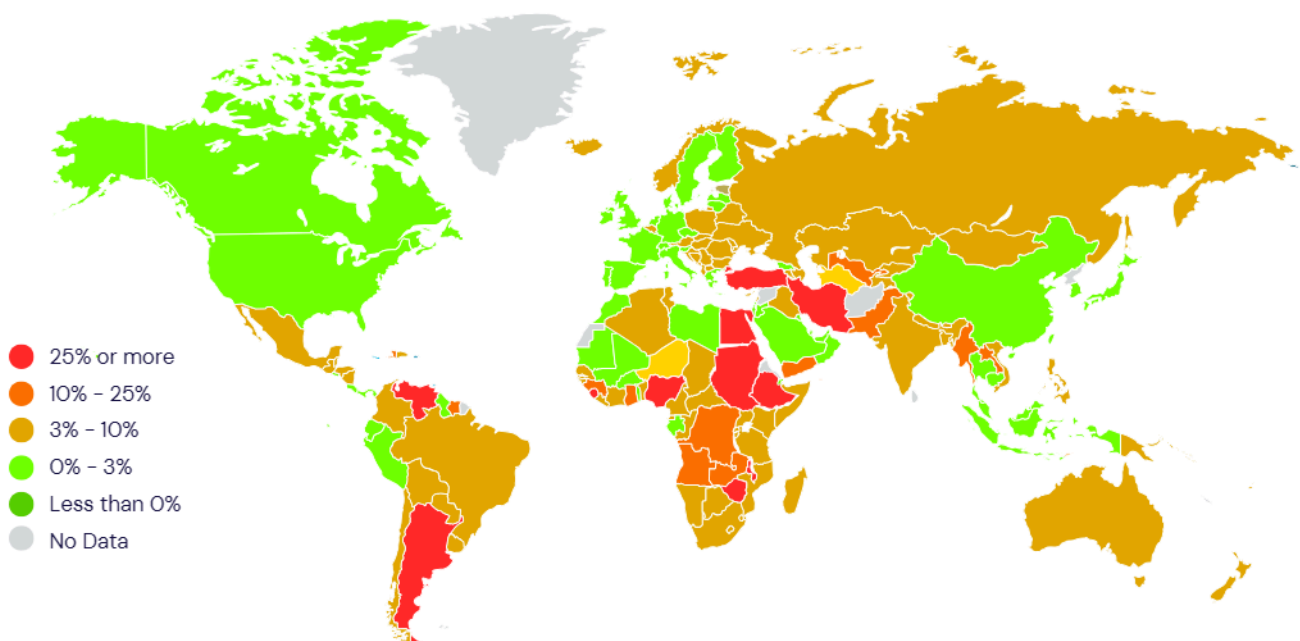 25% or more
10% – 25%
3% – 10%
0% – 3%
Less than 0%
No Data